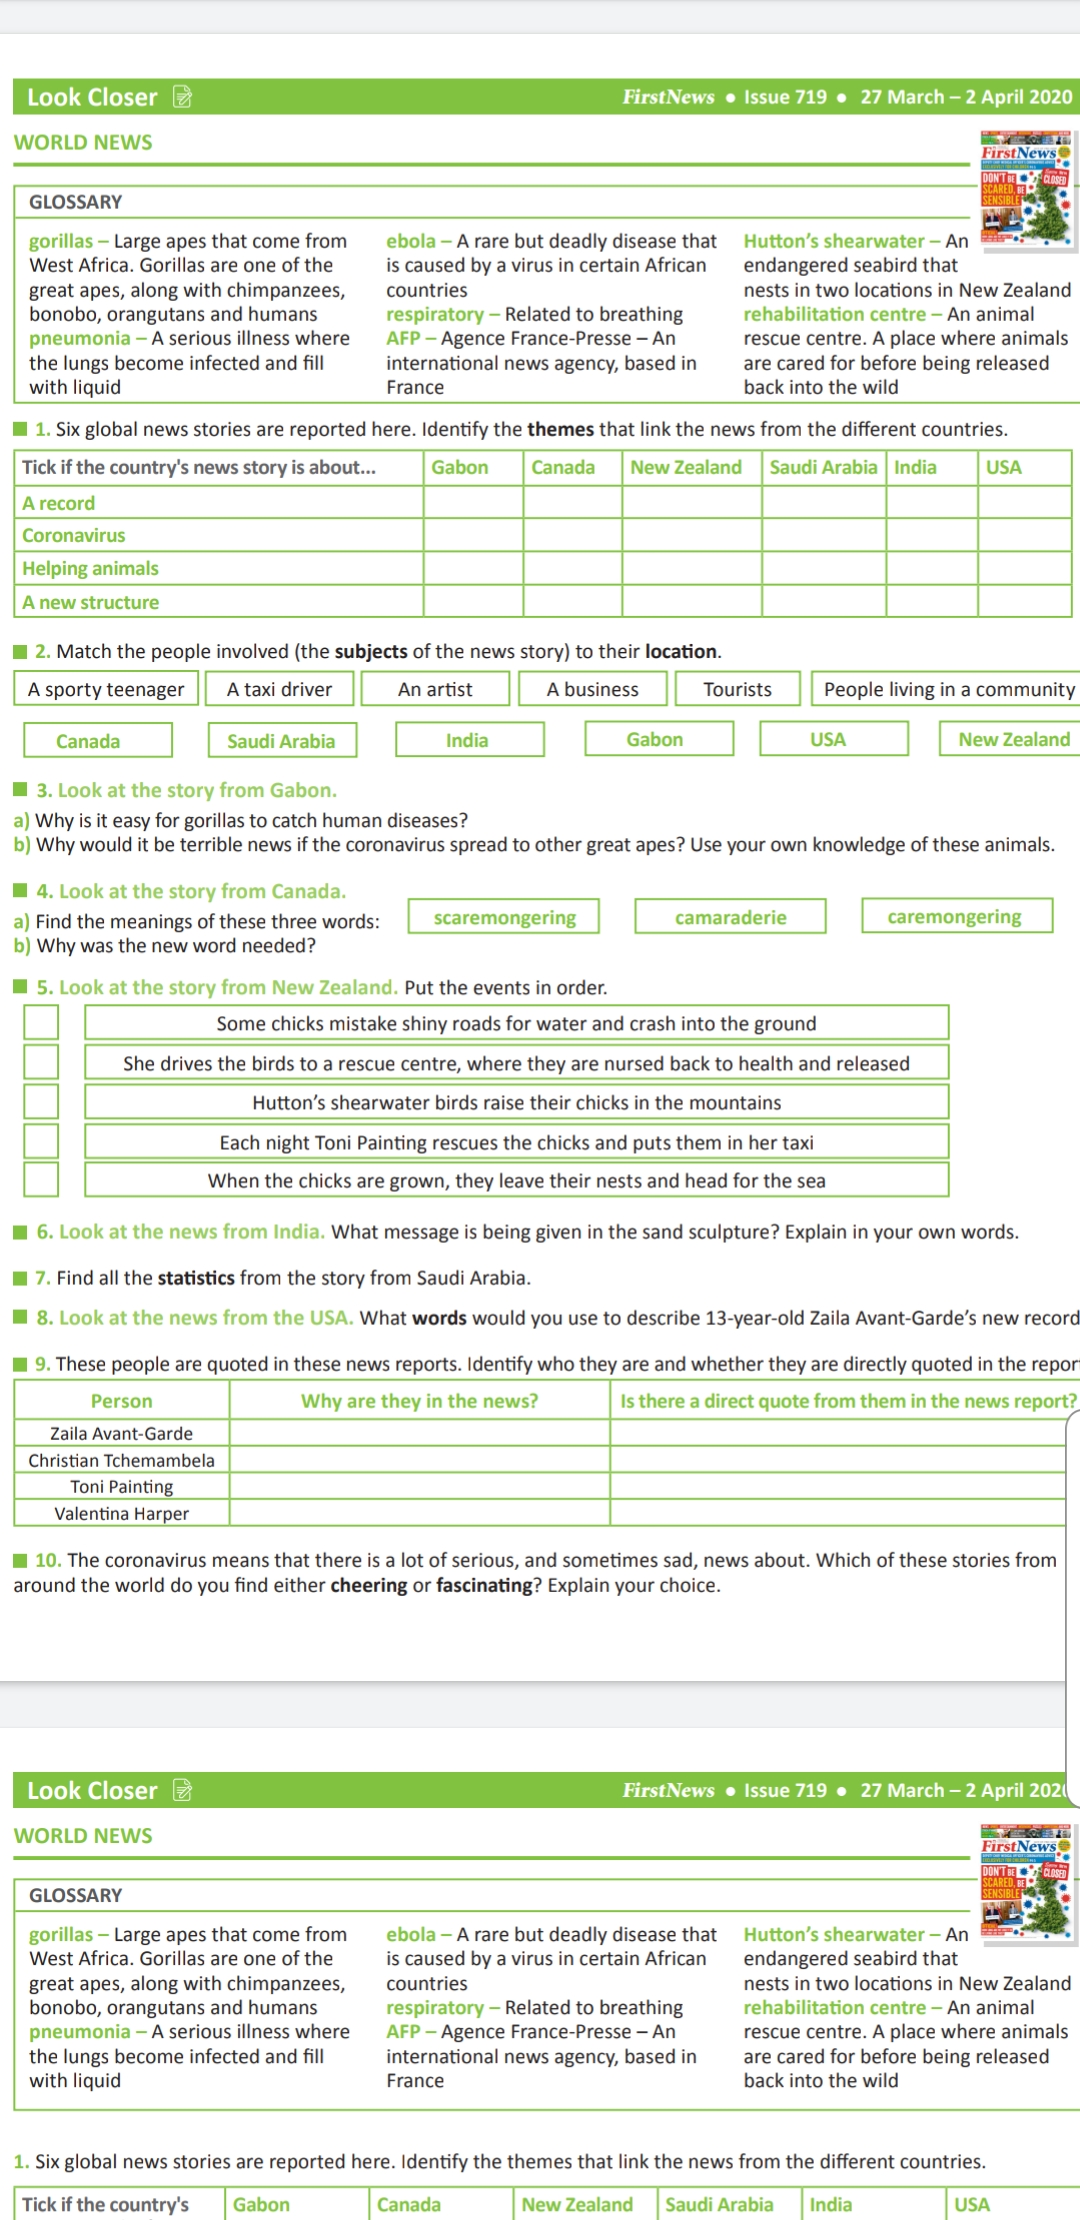 Look Closer
FirstNews • Issue 719 • 27 March – 2 April 2020
WORLD NEWS
FirstNews
DON'T BE
SCARED, BE
SENSIBLE
CLOSED
GLOSSARY
gorillas – Large apes that come from
West Africa. Gorillas are one of the
great apes, along with chimpanzees,
bonobo, orangutans and humans
pneumonia – A serious illness where
the lungs become infected and fill
with liquid
ebola – A rare but deadly disease that
is caused by a virus in certain African
countries
respiratory – Related to breathing
AFP – Agence France-Presse – An
international news agency, based in
France
Hutton's shearwater – An
endangered seabird that
nests in two locations in New Zealand
rehabilitation centre – An animal
rescue centre. A place where animals
are cared for before being released
back into the wild
1. Six global news stories are reported here. Identify the themes that link the news from the different countries.
Tick if the country's news story is about... Gabon Canada New Zealand Saudi Arabia India USA
A record
Coronavirus
Helping animals
A new structure
2. Match the people involved (the subjects of the news story) to their location.
A sporty teenager A taxi driver An artist A business Tourists People living in a community
Canada Saudi Arabia India Gabon USA New Zealand
3. Look at the story from Gabon.
a) Why is it easy for gorillas to catch human diseases?
b) Why would it be terrible news if the coronavirus spread to other great apes? Use your own knowledge of these animals.
4. Look at the story from Canada.
a) Find the meanings of these three words: scaremongering camaraderie caremongering
b) Why was the new word needed?
5. Look at the story from New Zealand. Put the events in order.
Some chicks mistake shiny roads for water and crash into the ground
She drives the birds to a rescue centre, where they are nursed back to health and released
Hutton's shearwater birds raise their chicks in the mountains
Each night Toni Painting rescues the chicks and puts them in her taxi
When the chicks are grown, they leave their nests and head for the sea
6. Look at the news from India. What message is being given in the sand sculpture? Explain in your own words.
7. Find all the statistics from the story from Saudi Arabia.
8. Look at the news from the USA. What words would you use to describe 13-year-old Zaila Avant-Garde's new record
9. These people are quoted in these news reports. Identify who they are and whether they are directly quoted in the repor
Person Why are they in the news? Is there a direct quote from them in the news report?
Zaila Avant-Garde
Christian Tchemambela
Toni Painting
Valentina Harper
10. The coronavirus means that there is a lot of serious, and sometimes sad, news about. Which of these stories from
around the world do you find either cheering or fascinating? Explain your choice.
Look Closer
FirstNews • Issue 719 • 27 March – 2 April 202
WORLD NEWS
FirstNews
DON'T BE
SCARED, BE
SENSIBLE
CLOSED
GLOSSARY
gorillas – Large apes that come from
West Africa. Gorillas are one of the
great apes, along with chimpanzees,
bonobo, orangutans and humans
pneumonia – A serious illness where
the lungs become infected and fill
with liquid
ebola – A rare but deadly disease that
is caused by a virus in certain African
countries
respiratory – Related to breathing
AFP – Agence France-Presse – An
international news agency, based in
France
Hutton's shearwater – An
endangered seabird that
nests in two locations in New Zealand
rehabilitation centre – An animal
rescue centre. A place where animals
are cared for before being released
back into the wild
1. Six global news stories are reported here. Identify the themes that link the news from the different countries.
Tick if the country's Gabon Canada New Zealand Saudi Arabia India USA